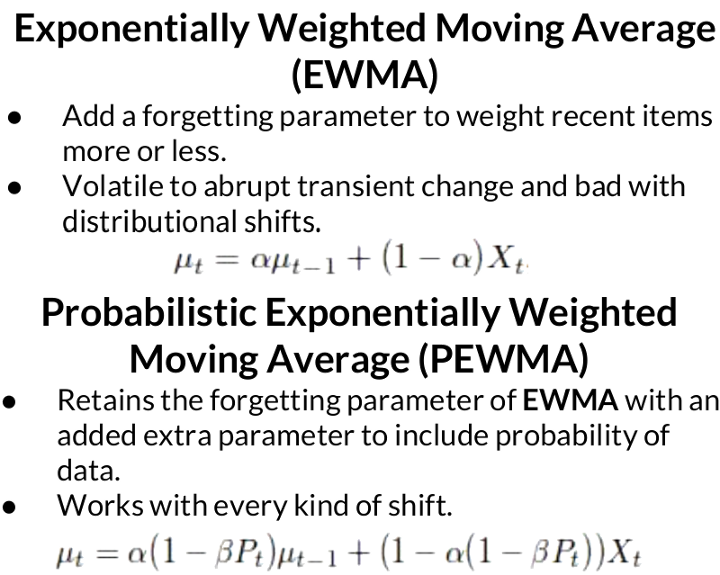 Exponentially Weighted Moving Average
(EWMA)
● Add a forgetting parameter to weight recent items
more or less.
● Volatile to abrupt transient change and bad with
distributional shifts.
μₜ = αμₜ₋₁ + (1 − α)Xₜ.
Probabilistic Exponentially Weighted
Moving Average (PEWMA)
● Retains the forgetting parameter of EWMA with an
added extra parameter to include probability of
data.
● Works with every kind of shift.
μₜ = α(1 − βPₜ)μₜ₋₁ + (1 − α(1 − βPₜ))Xₜ